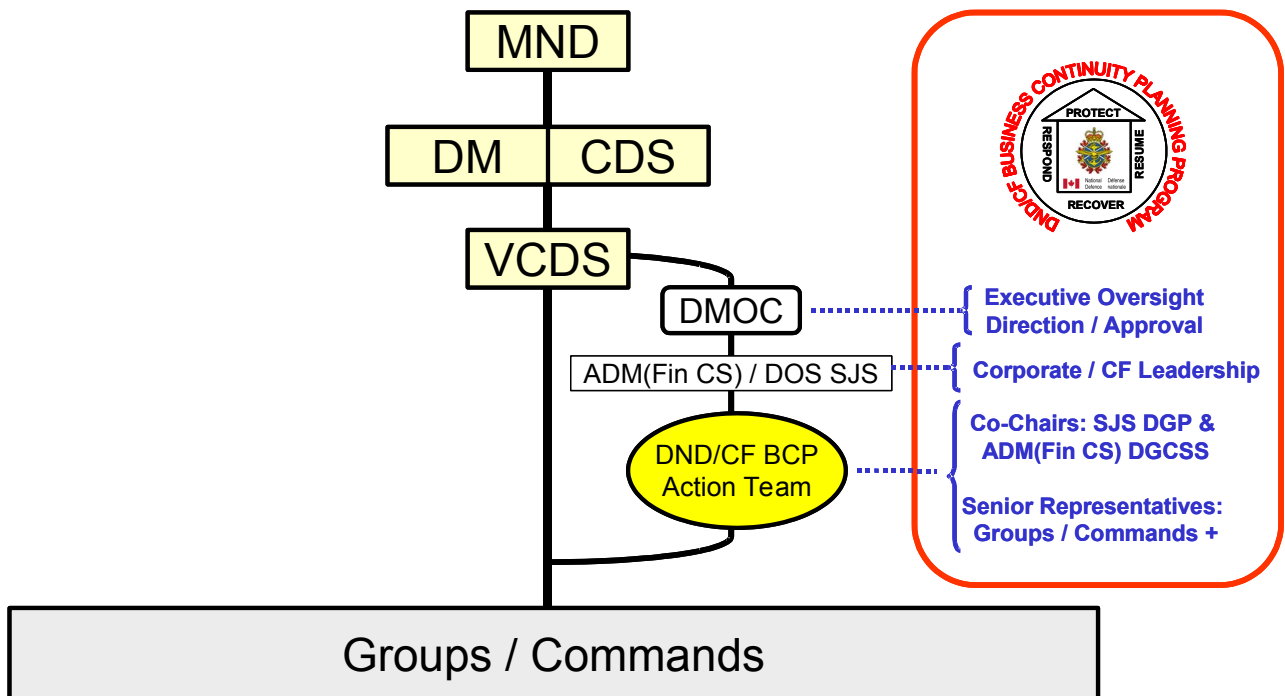 MND
DM CDS
VCDS
DMOC
ADM(Fin CS) / DOS SJS
DND/CF BCP
Action Team
Groups / Commands
DND/CF BUSINESS CONTINUITY PLANNING PROGRAM
PROTECT
RESPOND
RESUME
National Défense
Defence nationale
RECOVER
Executive Oversight
Direction / Approval
Corporate / CF Leadership
Co-Chairs: SJS DGP &
ADM(Fin CS) DGCSS
Senior Representatives:
Groups / Commands +